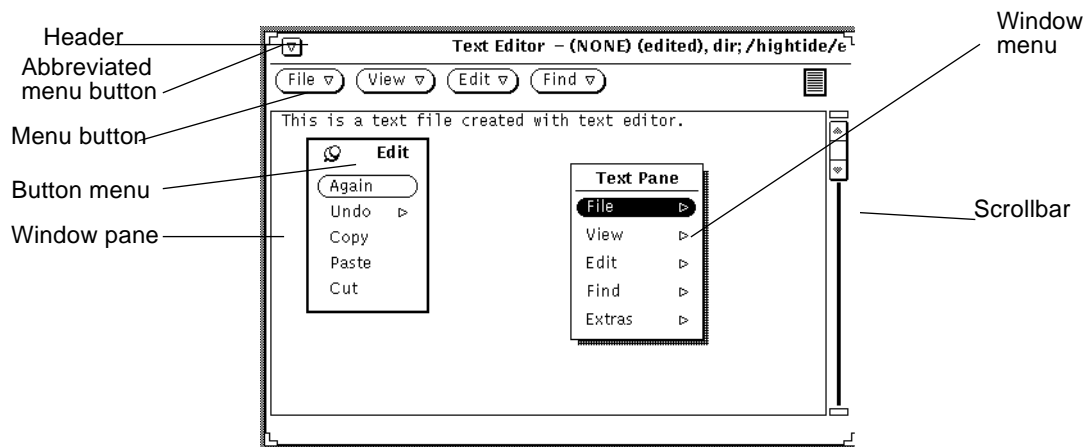 Header
Abbreviated
menu button
Menu button
Button menu
Window pane
Window
menu
Scrollbar
Text Editor – (NONE) (edited), dir; /hightide/e
File
View
Edit
Find
This is a text file created with text editor.
Edit
Again
Undo
Copy
Paste
Cut
Text Pane
File
View
Edit
Find
Extras